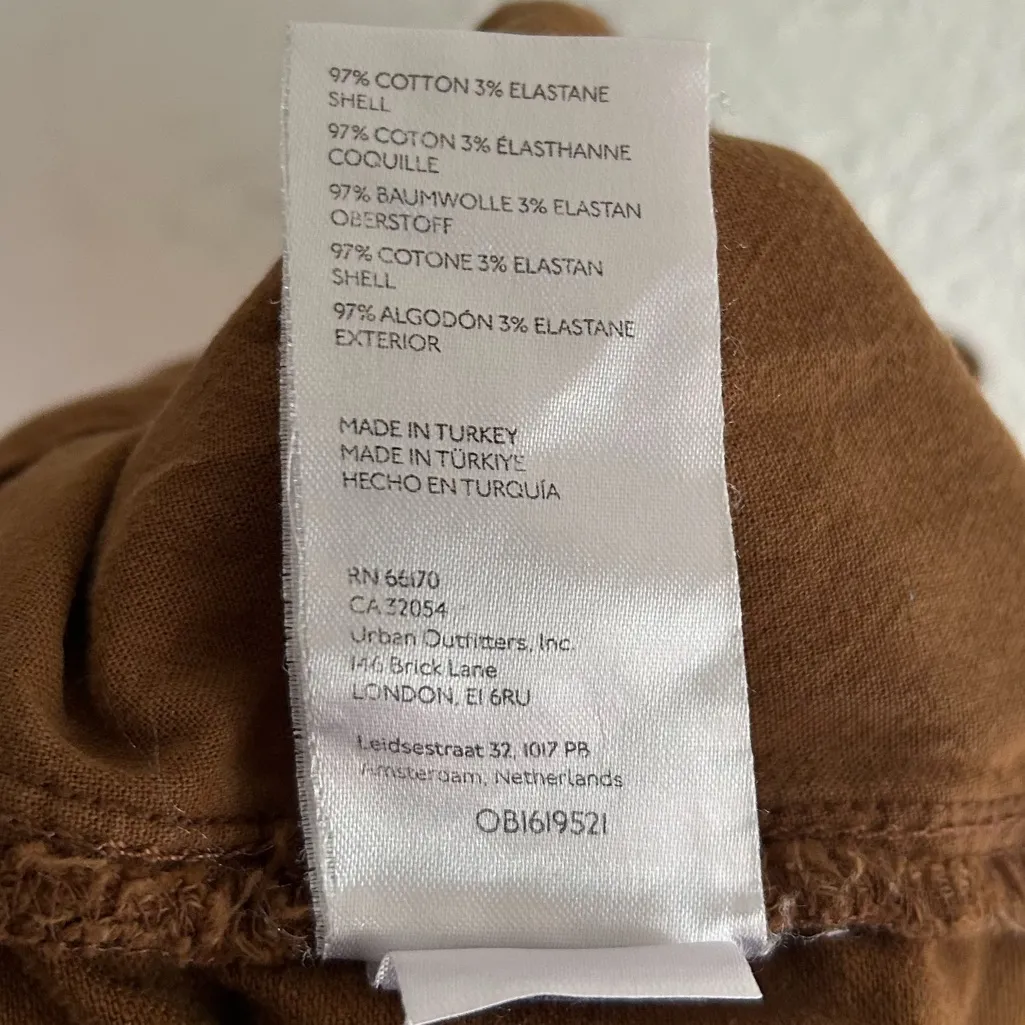 97% COTTON 3% ELASTANE
SHELL
97% COTON 3% ÉLASTHANNE
COQUILLE
97% BAUMWOLLE 3% ELASTAN
OBERSTOFF
97% COTONE 3% ELASTAN
SHELL
97% ALGODÓN 3% ELASTANE
EXTERIOR
MADE IN TURKEY
MADE IN TÜRKIYE
HECHO EN TURQUÍA
RN 66170
CA 32054
Urban Outfitters, Inc.
146 Brick Lane
LONDON, E1 6RU
Leidsestraat 32, 1017 PB
Amsterdam, Netherlands
OB1619521